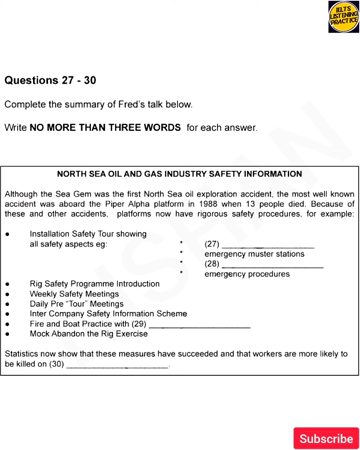 IELTS
LISTENING
PRACTICE
Questions 27 - 30
Complete the summary of Fred's talk below.
Write NO MORE THAN THREE WORDS for each answer.
NORTH SEA OIL AND GAS INDUSTRY SAFETY INFORMATION
Although the Sea Gem was the first North Sea oil exploration accident, the most well known
accident was aboard the Piper Alpha platform in 1988 when 13 people died. Because of
these and other accidents, platforms now have rigorous safety procedures, for example:
● Installation Safety Tour showing
all safety aspects eg: * (27) ____________________
* emergency muster stations
* (28) ______________________
* emergency procedures
● Rig Safety Programme Introduction
● Weekly Safety Meetings
● Daily Pre “Tour” Meetings
● Inter Company Safety Information Scheme
● Fire and Boat Practice with (29) ______________________
● Mock Abandon the Rig Exercise
Statistics now show that these measures have succeeded and that workers are more likely to
be killed on (30) ______________________.
Subscribe